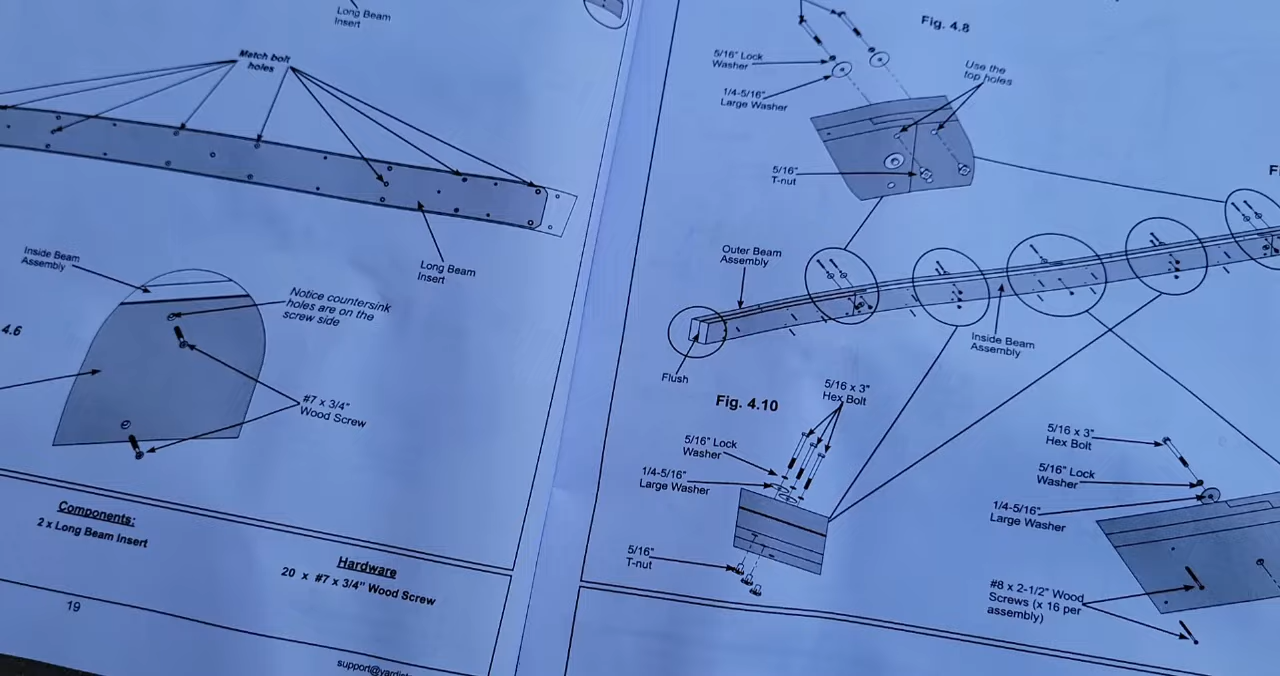 Long Beam
Insert
Match bolt
holes
Long Beam
Insert
Inside Beam
Assembly
Notice countersink
holes are on the
screw side
4.6
#7 x 3/4"
Wood Screw
Components:
2 x Long Beam Insert
Hardware
20 x #7 x 3/4" Wood Screw
19
Fig. 4.8
5/16" Lock
Washer
1/4-5/16"
Large Washer
Use the
top holes
5/16"
T-nut
Outer Beam
Assembly
Inside Beam
Assembly
Flush
Fig. 4.10
5/16 x 3"
Hex Bolt
5/16" Lock
Washer
1/4-5/16"
Large Washer
5/16"
T-nut
5/16 x 3"
Hex Bolt
5/16" Lock
Washer
1/4-5/16"
Large Washer
#8 x 2-1/2" Wood
Screws (x 16 per
assembly)